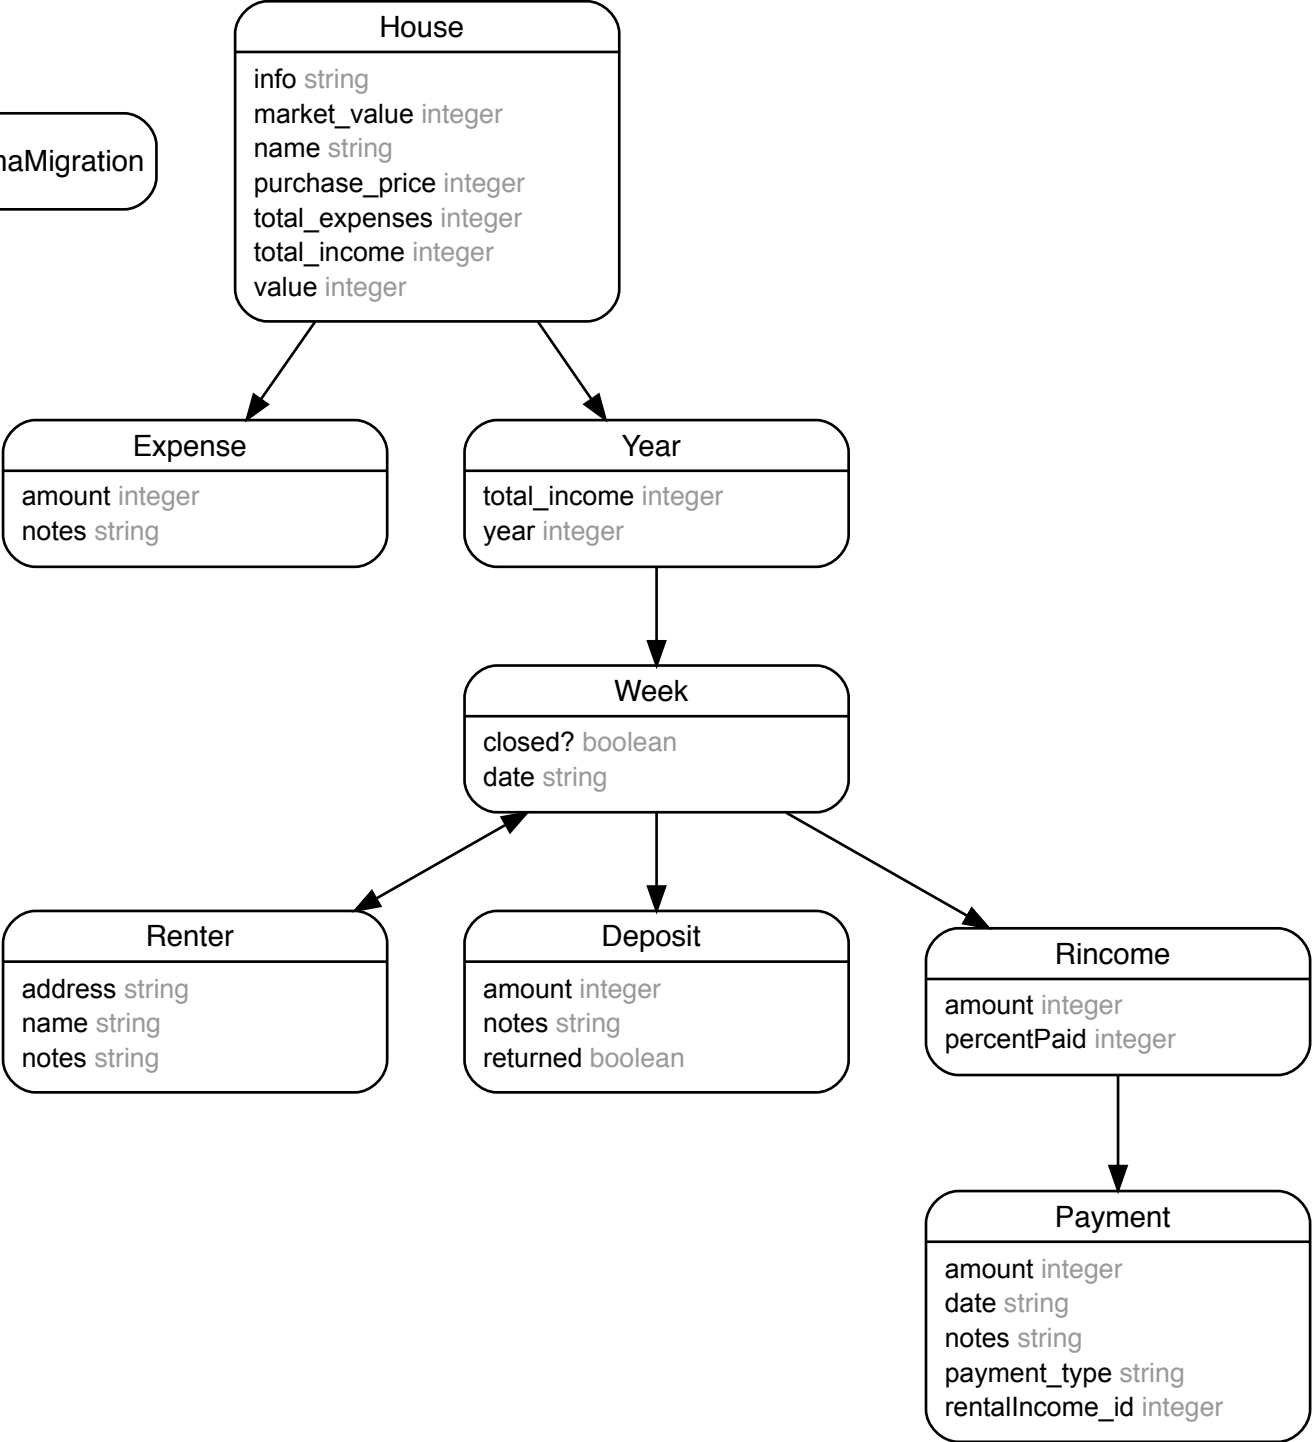 House
info string
market_value integer
name string
purchase_price integer
total_expenses integer
total_income integer
value integer
naMigration
Expense
amount integer
notes string
Year
total_income integer
year integer
Week
closed? boolean
date string
Renter
address string
name string
notes string
Deposit
amount integer
notes string
returned boolean
Rincome
amount integer
percentPaid integer
Payment
amount integer
date string
notes string
payment_type string
rentalIncome_id integer